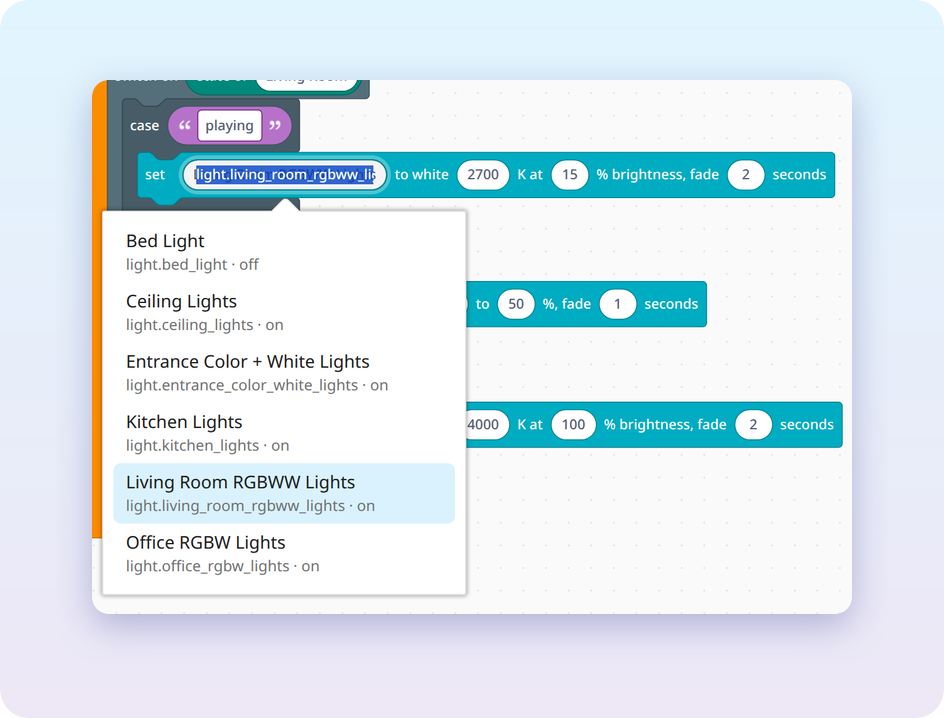 case “ playing ”
set light.living_room_rgbww_li to white 2700 K at 15 % brightness, fade 2 seconds
Bed Light
light.bed_light · off
Ceiling Lights
light.ceiling_lights · on
to 50 %, fade 1 seconds
Entrance Color + White Lights
light.entrance_color_white_lights · on
Kitchen Lights
light.kitchen_lights · on
4000 K at 100 % brightness, fade 2 seconds
Living Room RGBWW Lights
light.living_room_rgbww_lights · on
Office RGBW Lights
light.office_rgbw_lights · on